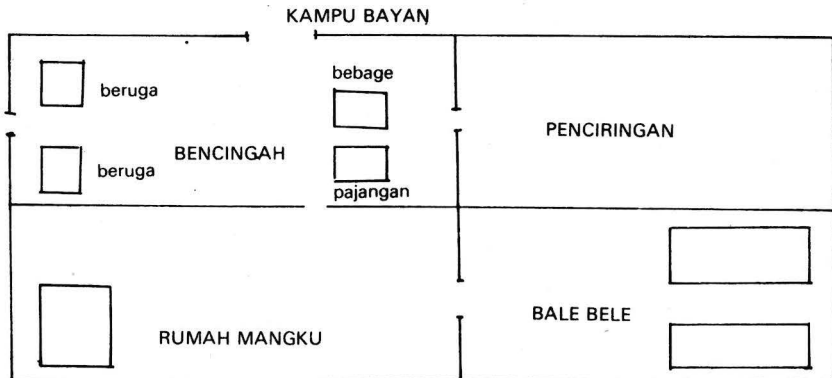 KAMPU BAYAN
beruga
bebage
BENCINGAH
PENCIRINGAN
beruga
pajangan
RUMAH MANGKU
BALE BELE